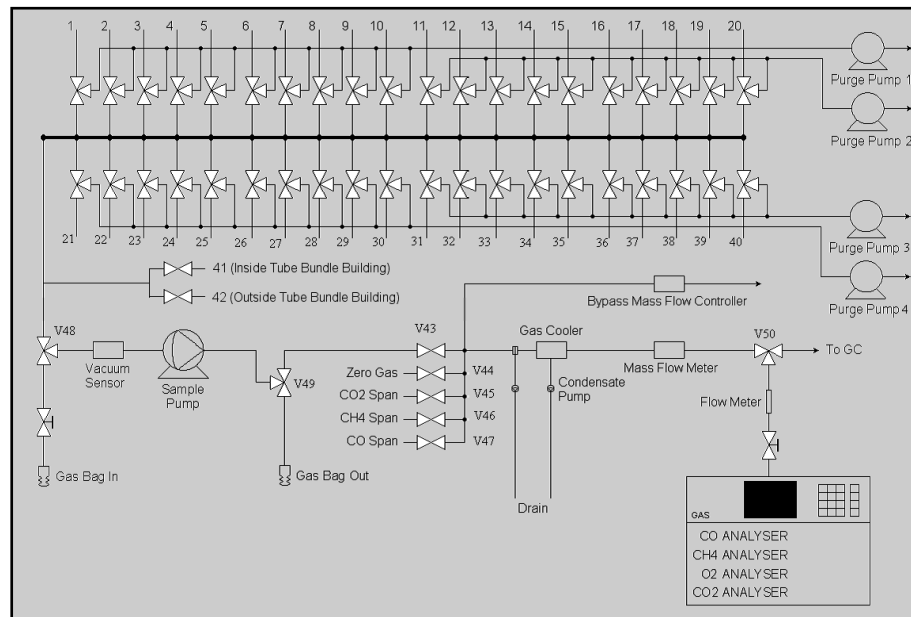 1 2 3 4 5 6 7 8 9 10 11 12 13 14 15 16 17 18 19 20
Purge Pump 1
Purge Pump 2
21 22 23 24 25 26 27 28 29 30 31 32 33 34 35 36 37 38 39 40
Purge Pump 3
41 (Inside Tube Bundle Building)
42 (Outside Tube Bundle Building)
Bypass Mass Flow Controller
Purge Pump 4
V48
V43
Gas Cooler
V50
To GC
Vacuum
Sensor
Sample
Pump
V49
Zero Gas
V44
CO2 Span
V45
CH4 Span
V46
CO Span
V47
Condensate
Pump
Mass Flow Meter
Flow Meter
Gas Bag In
Gas Bag Out
Drain
GAS
CO ANALYSER
CH4 ANALYSER
O2 ANALYSER
CO2 ANALYSER